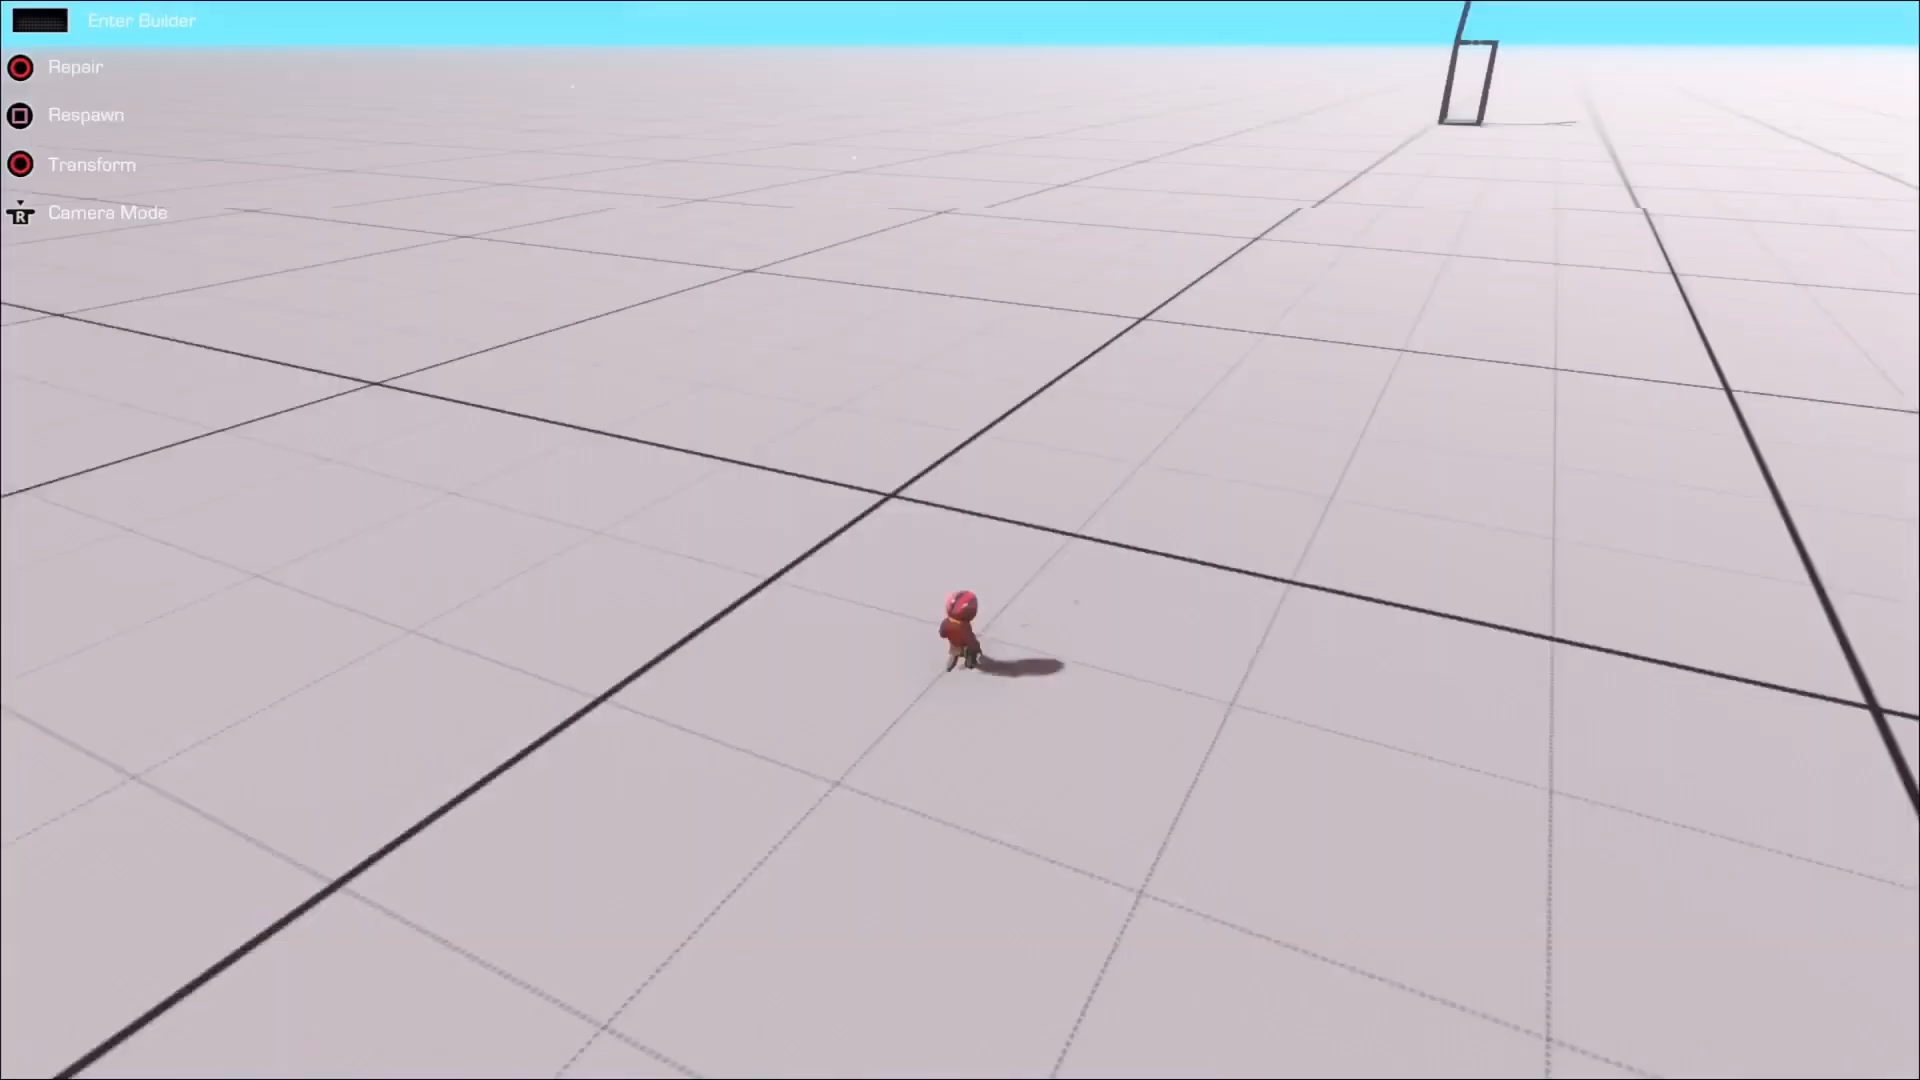 Enter Builder
Repair
Respawn
Transform
R Camera Mode